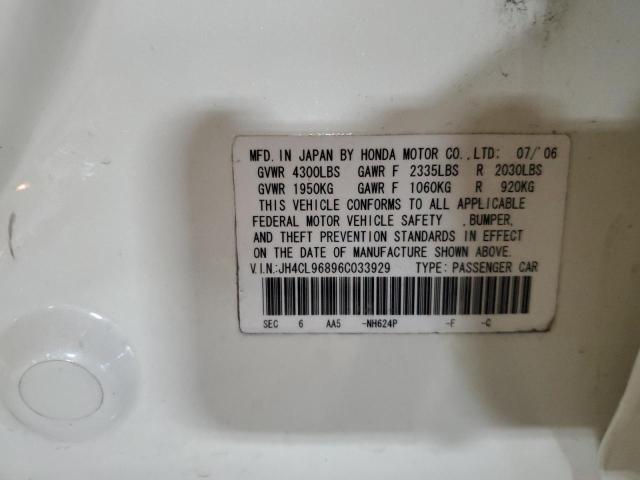 MFD. IN JAPAN BY HONDA MOTOR CO., LTD: 07/'06
GVWR 4300LBS GAWR F 2335LBS R 2030LBS
GVWR 1950KG GAWR F 1060KG R 920KG
THIS VEHICLE CONFORMS TO ALL APPLICABLE
FEDERAL MOTOR VEHICLE SAFETY , BUMPER,
AND THEFT PREVENTION STANDARDS IN EFFECT
ON THE DATE OF MANUFACTURE SHOWN ABOVE.
V.I.N.:JH4CL96896C033929 TYPE: PASSENGER CAR
SEC 6 AA5 -NH624P -F -C